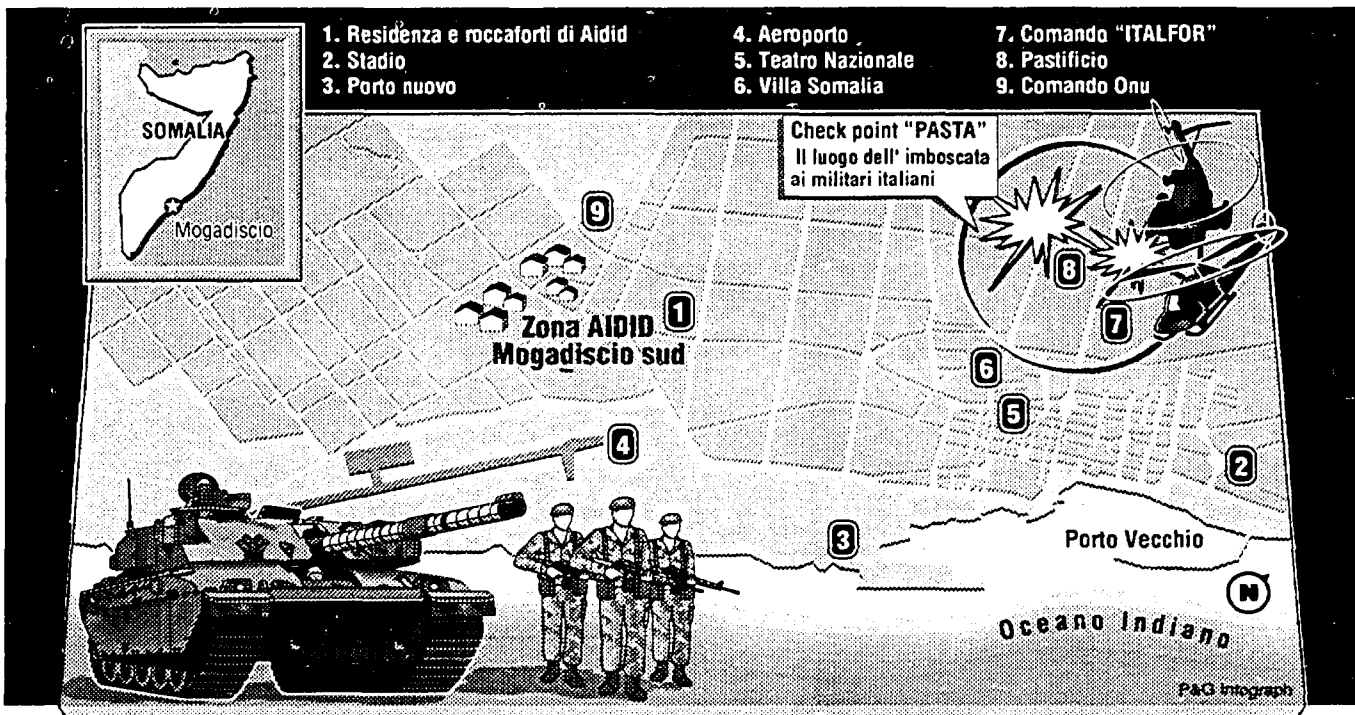 1. Residenza e roccaforti di Aidid
2. Stadio
3. Porto nuovo
4. Aeroporto
5. Teatro Nazionale
6. Villa Somalia
7. Comando "ITALFOR"
8. Pastificio
9. Comando Onu
SOMALIA
Mogadiscio
Check point "PASTA"
Il luogo dell' imboscata
ai militari italiani
9
8
1
Zona AIDID
Mogadiscio sud
7
6
5
4
2
3
Porto Vecchio
N
Oceano Indiano
P&G Infograph